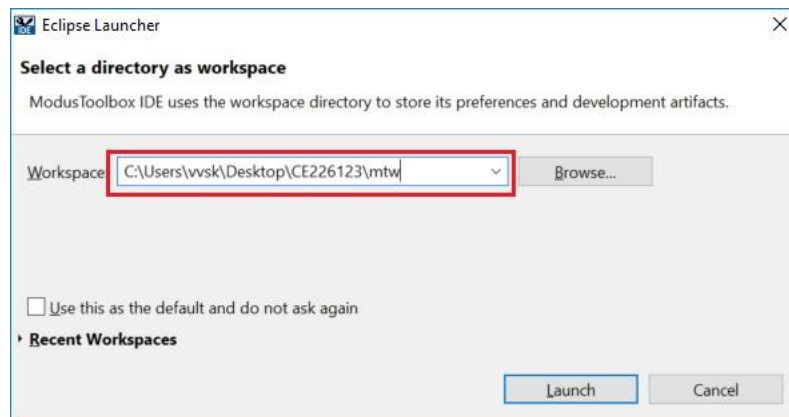 IDE Eclipse Launcher
Select a directory as workspace
ModusToolbox IDE uses the workspace directory to store its preferences and development artifacts.
Workspace C:\Users\vvsk\Desktop\CE226123\mtw Browse...
Use this as the default and do not ask again
Recent Workspaces
Launch Cancel